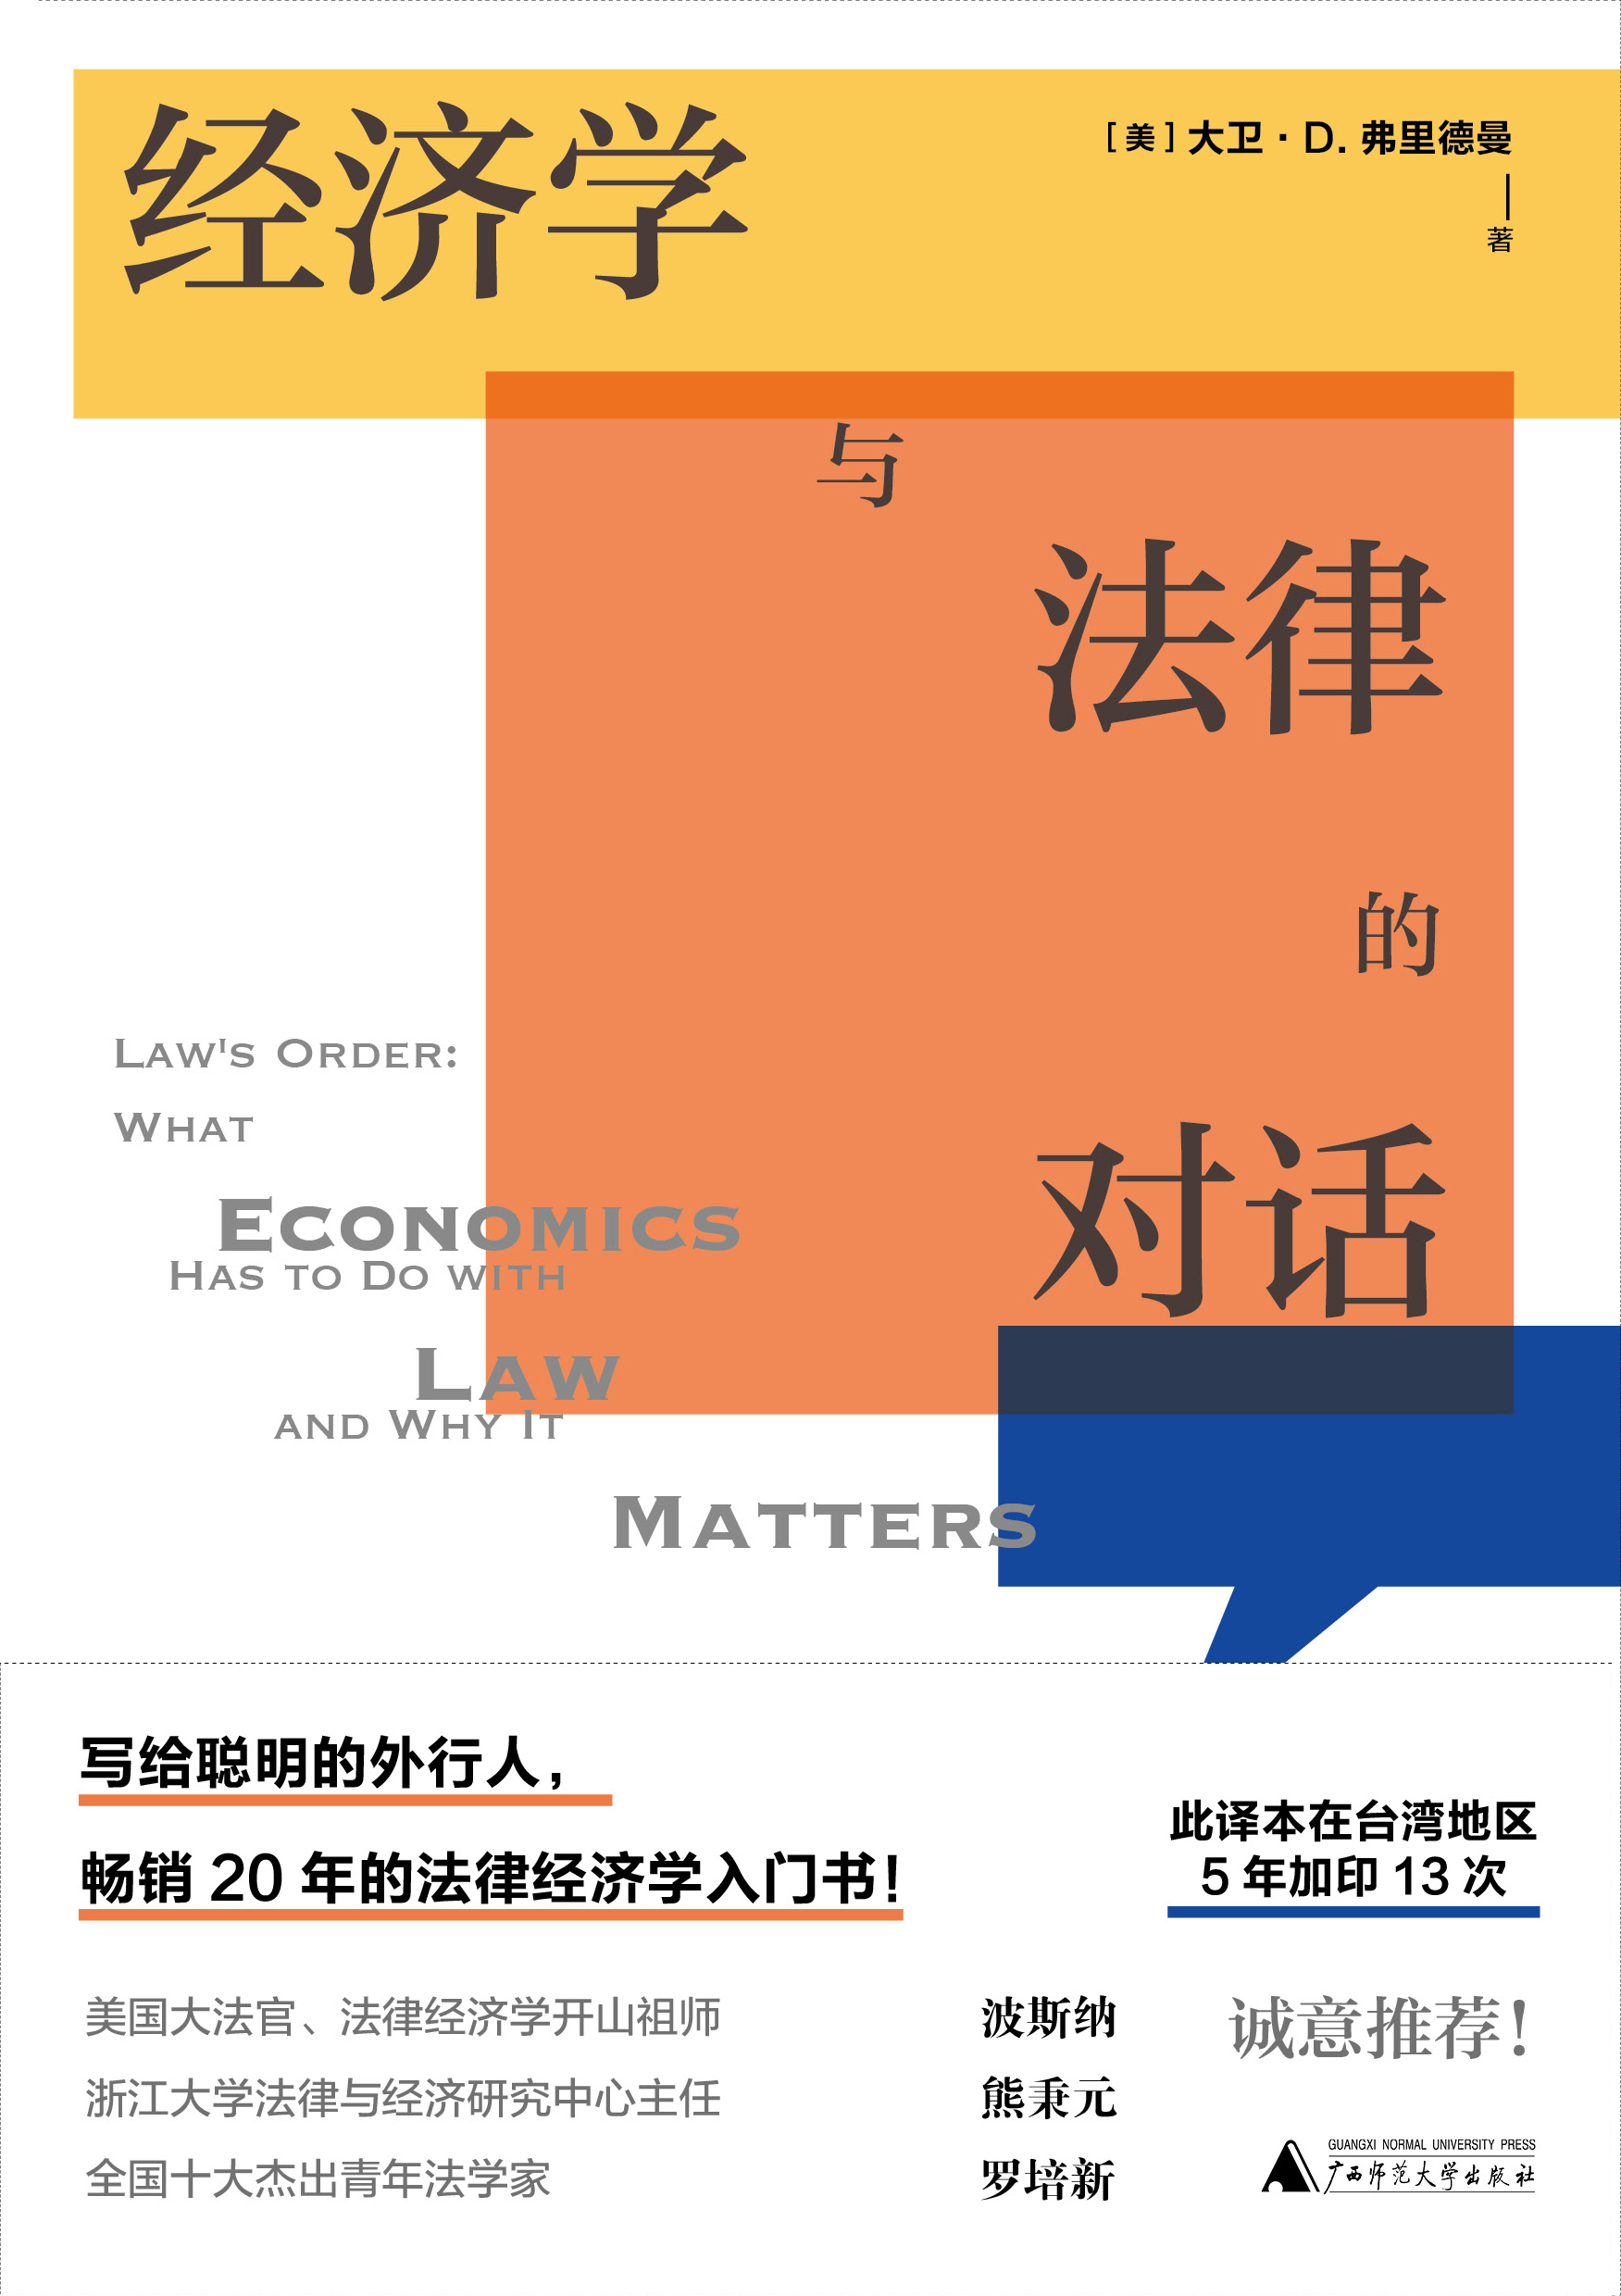 经济学
[美] 大卫·D. 弗里德曼
著
与
法律
的
对话
LAW'S ORDER:
WHAT
ECONOMICS
HAS TO DO WITH
LAW
AND WHY IT
MATTERS
写给聪明的外行人，
畅销 20 年的法律经济学入门书！
此译本在台湾地区
5 年加印 13 次
美国大法官、法律经济学开山祖师 波斯纳
浙江大学法律与经济研究中心主任 熊秉元
全国十大杰出青年法学家 罗培新
诚意推荐！
GUANGXI NORMAL UNIVERSITY PRESS
广西师范大学出版社